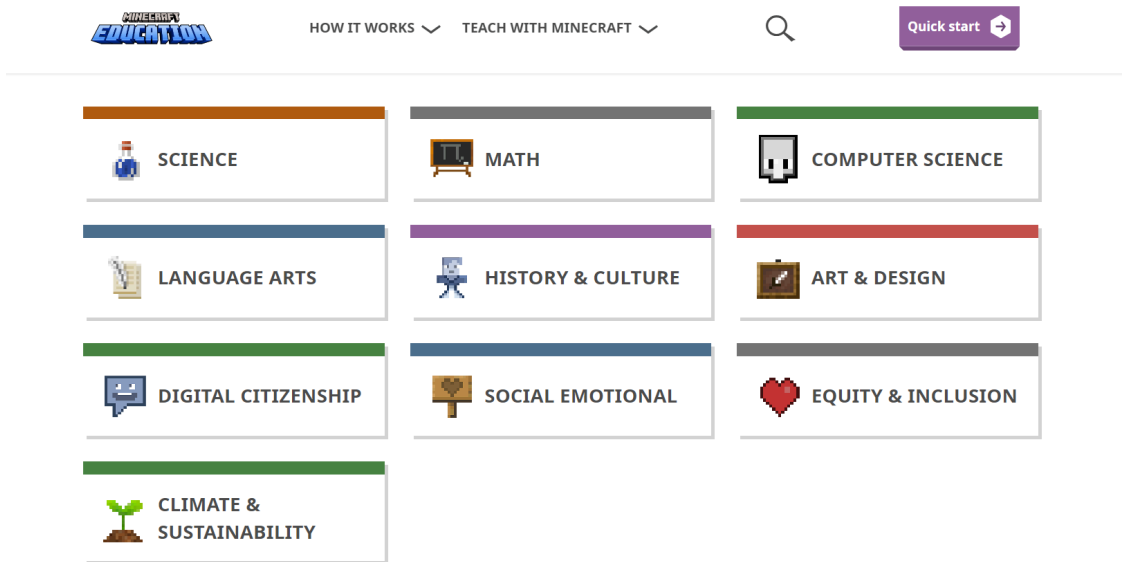 MINECRAFT
EDUCATION
HOW IT WORKS
TEACH WITH MINECRAFT
Quick start
SCIENCE
MATH
COMPUTER SCIENCE
LANGUAGE ARTS
HISTORY & CULTURE
ART & DESIGN
DIGITAL CITIZENSHIP
SOCIAL EMOTIONAL
EQUITY & INCLUSION
CLIMATE &
SUSTAINABILITY